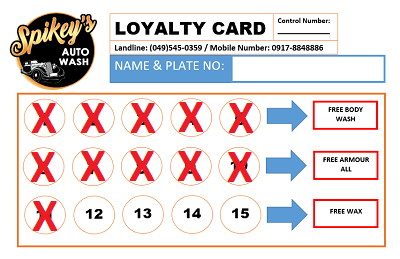 Spikey's
AUTO
WASH
LOYALTY CARD
Control Number:
Landline: (049)545-0359 / Mobile Number: 0917-8848886
NAME & PLATE NO:
X X X X X
FREE BODY
WASH
X X X X X
FREE ARMOUR
ALL
X 12 13 14 15
FREE WAX